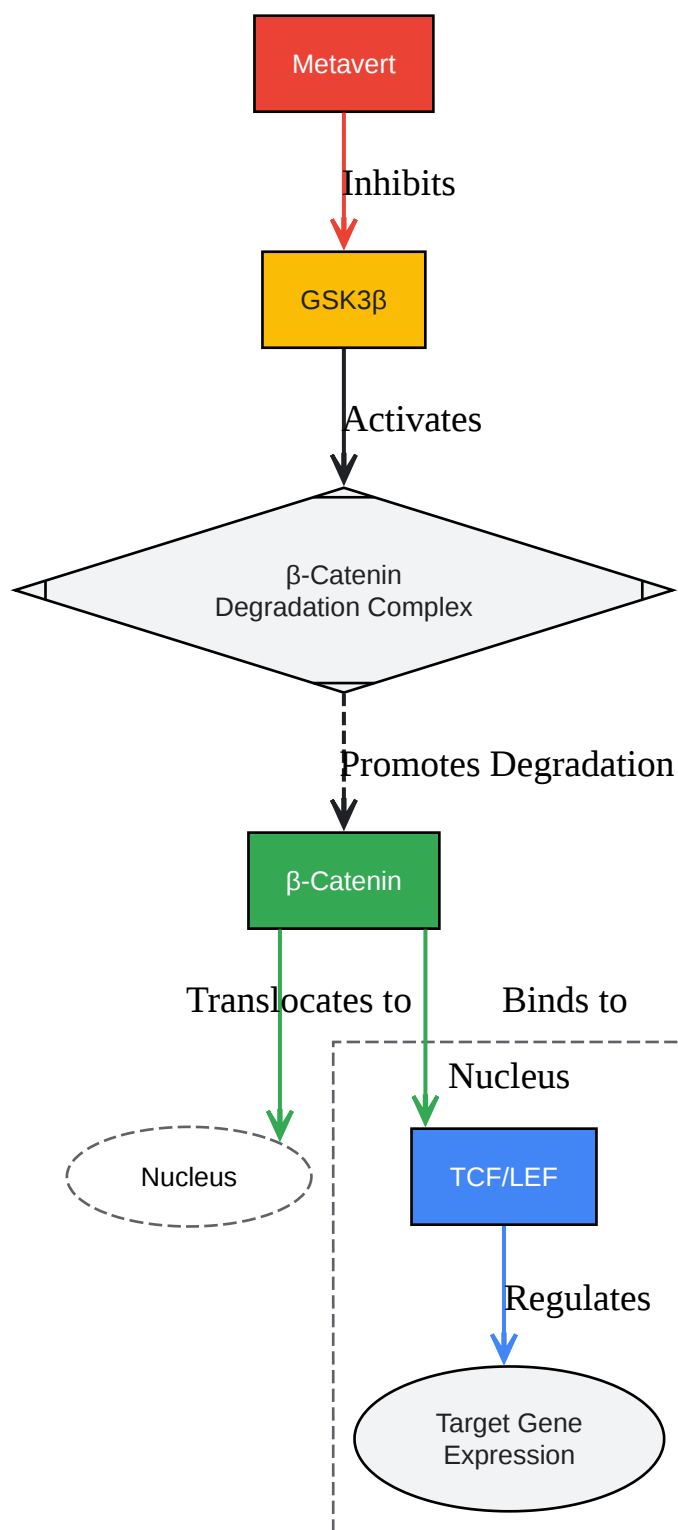 Metavert
Inhibits
GSK3β
Activates
β-Catenin
Degradation Complex
Promotes Degradation
β-Catenin
Translocates to
Binds to
Nucleus
Nucleus
TCF/LEF
Regulates
Target Gene
Expression